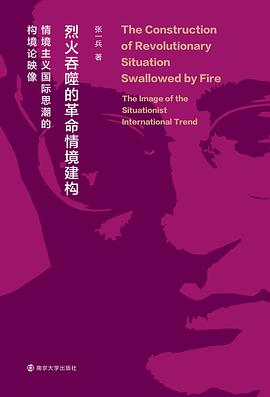 The Construction
of Revolutionary
Situation
Swallowed by Fire
The Image of the
Situationist
International Trend
张一兵 著
烈火吞噬的革命情境建构
情境主义国际思潮的
构境论映像
南京大学出版社